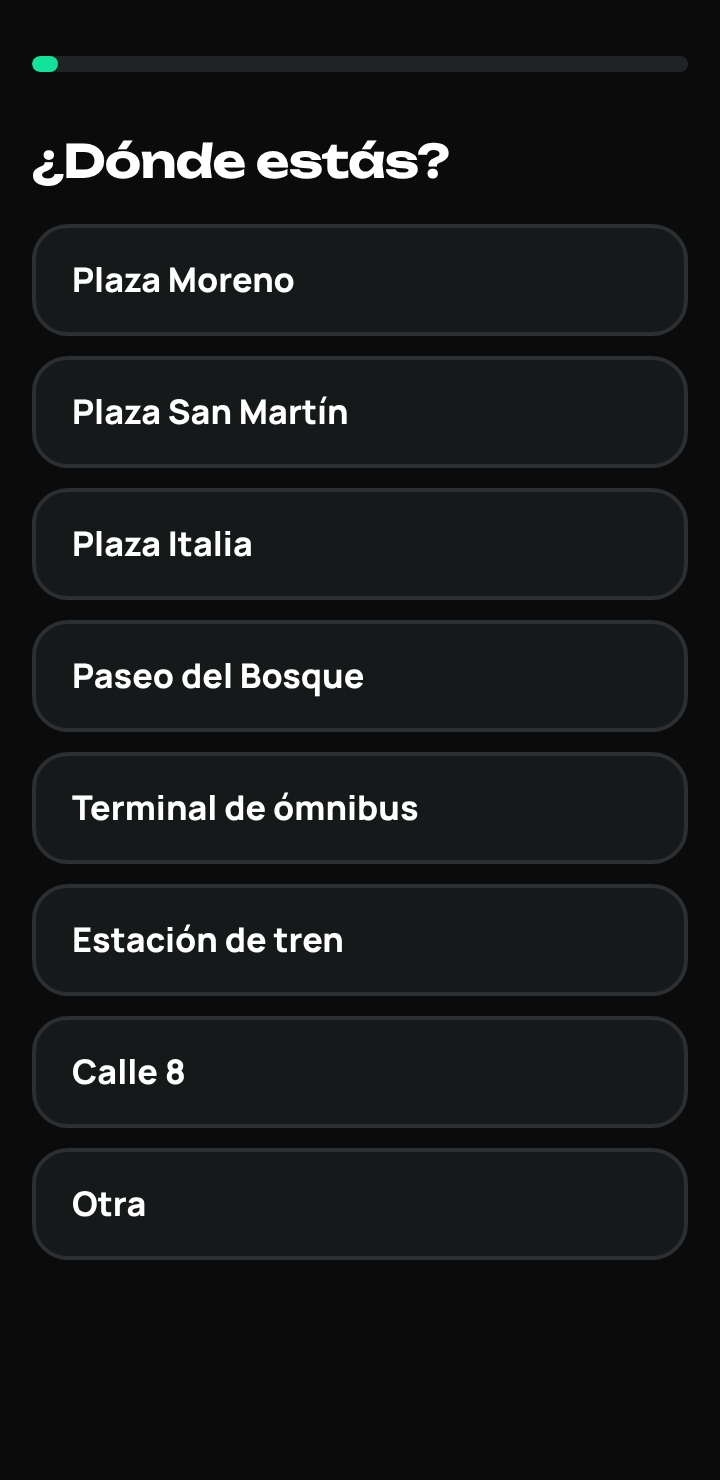 ¿Dónde estás?
Plaza Moreno
Plaza San Martín
Plaza Italia
Paseo del Bosque
Terminal de ómnibus
Estación de tren
Calle 8
Otra